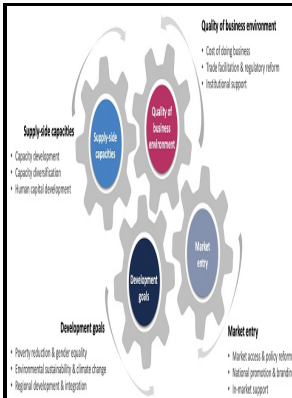 Quality of business environment
• Cost of doing business
• Trade facilitation & regulatory reform
• Institutional support
Supply-side capacities
• Capacity development
• Capacity diversification
• Human capital development
Supply-side
capacities
Quality of
business
environment
Development
goals
Market
entry
Development goals
• Poverty reduction & gender equality
• Environmental sustainability & climate change
• Regional development & integration
Market entry
• Market access & policy reform
• National promotion & branding
• In-market support